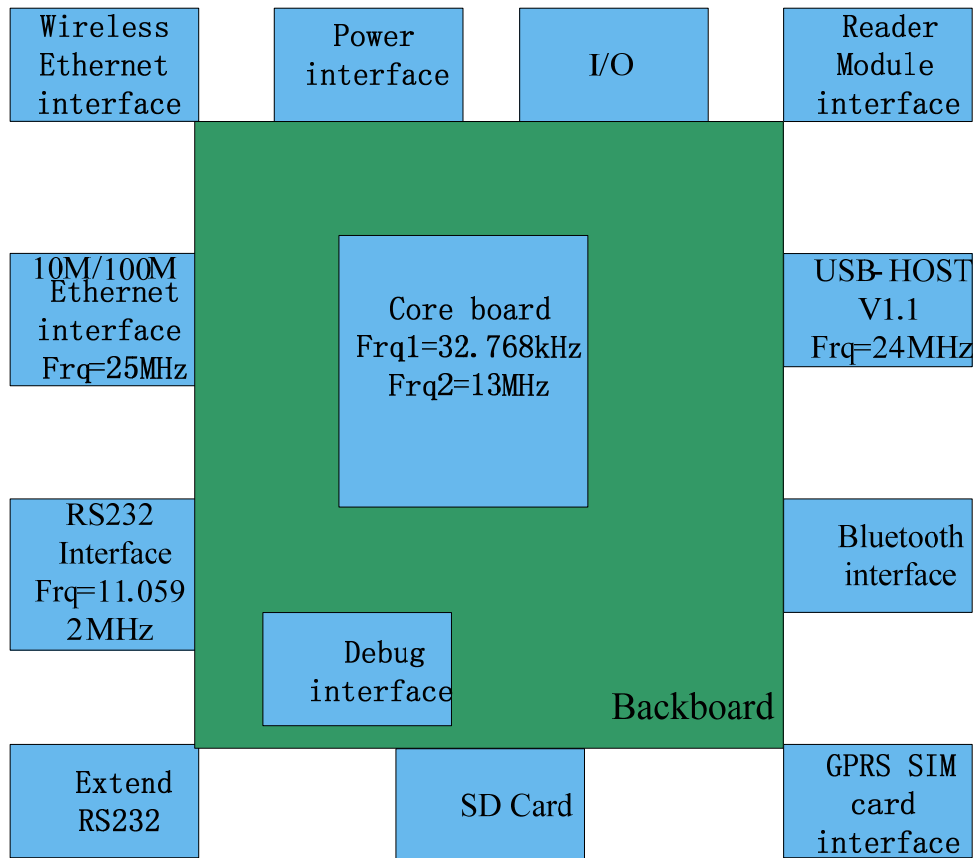 Wireless
Ethernet
interface
Power
interface
I/O
Reader
Module
interface
10M/100M
Ethernet
interface
Frq=25MHz
Core board
Frq1=32.768kHz
Frq2=13MHz
USB-HOST
V1.1
Frq=24MHz
RS232
Interface
Frq=11.059
2MHz
Bluetooth
interface
Debug
interface
Backboard
Extend
RS232
SD Card
GPRS SIM
card
interface